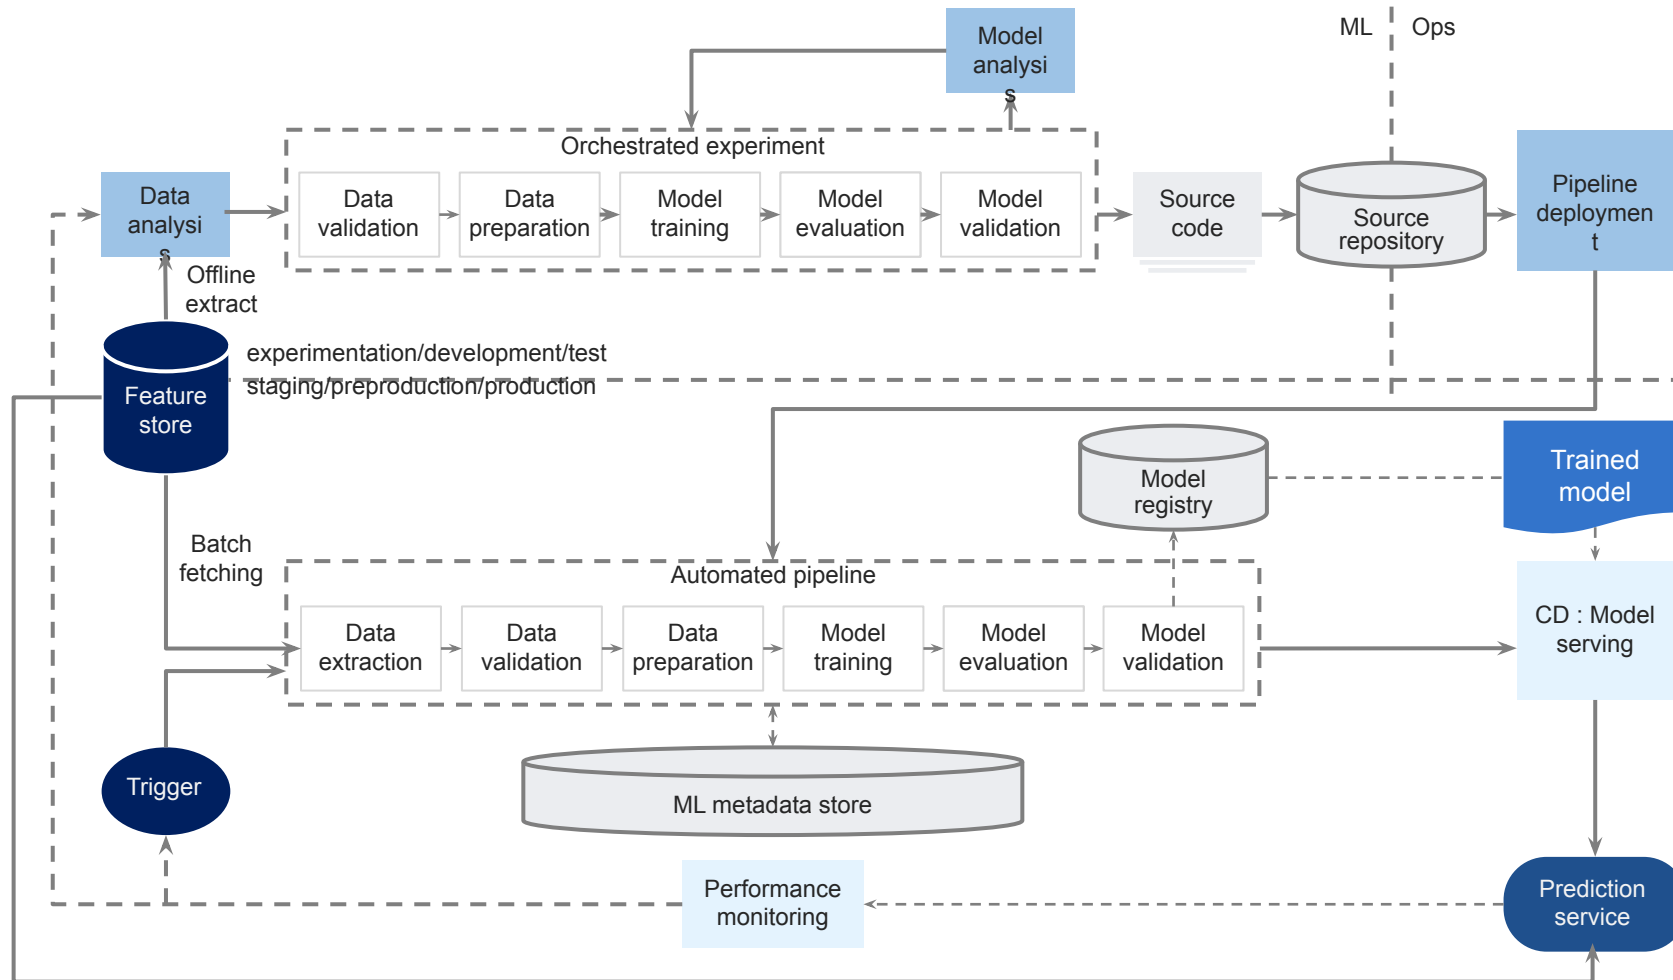 ML
Ops
Model
analysi
s
Orchestrated experiment
Data
analysi
s
Data
validation
Data
preparation
Model
training
Model
evaluation
Model
validation
Source
code
Source
repository
Pipeline
deploymen
t
Offline
extract
experimentation/development/test
staging/preproduction/production
Feature
store
Model
registry
Trained
model
Batch
fetching
Automated pipeline
Data
extraction
Data
validation
Data
preparation
Model
training
Model
evaluation
Model
validation
CD : Model
serving
Trigger
ML metadata store
Performance
monitoring
Prediction
service